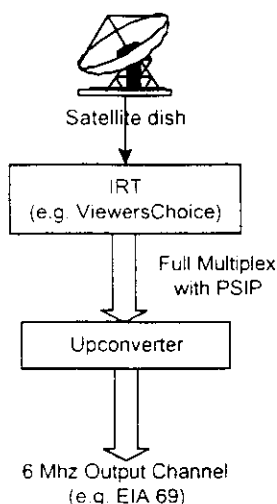 Satellite dish
IRT
(e.g. ViewersChoice)
Full Multiplex
with PSIP
Upconverter
6 Mhz Output Channel
(e.g. EIA 69)